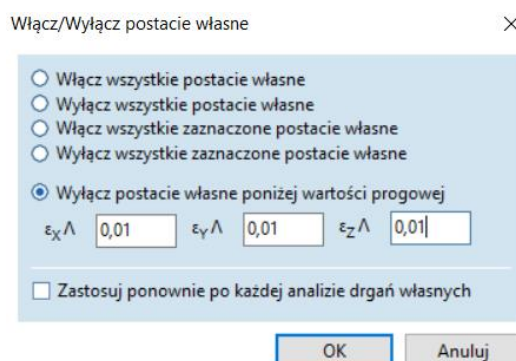 Włącz/Wyłącz postacie własne
Włącz wszystkie postacie własne
Wyłącz wszystkie postacie własne
Włącz wszystkie zaznaczone postacie własne
Wyłącz wszystkie zaznaczone postacie własne
Wyłącz postacie własne poniżej wartości progowej
εX Λ 0,01 εY Λ 0,01 εZ Λ 0,01
Zastosuj ponownie po każdej analizie drgań własnych
OK Anuluj